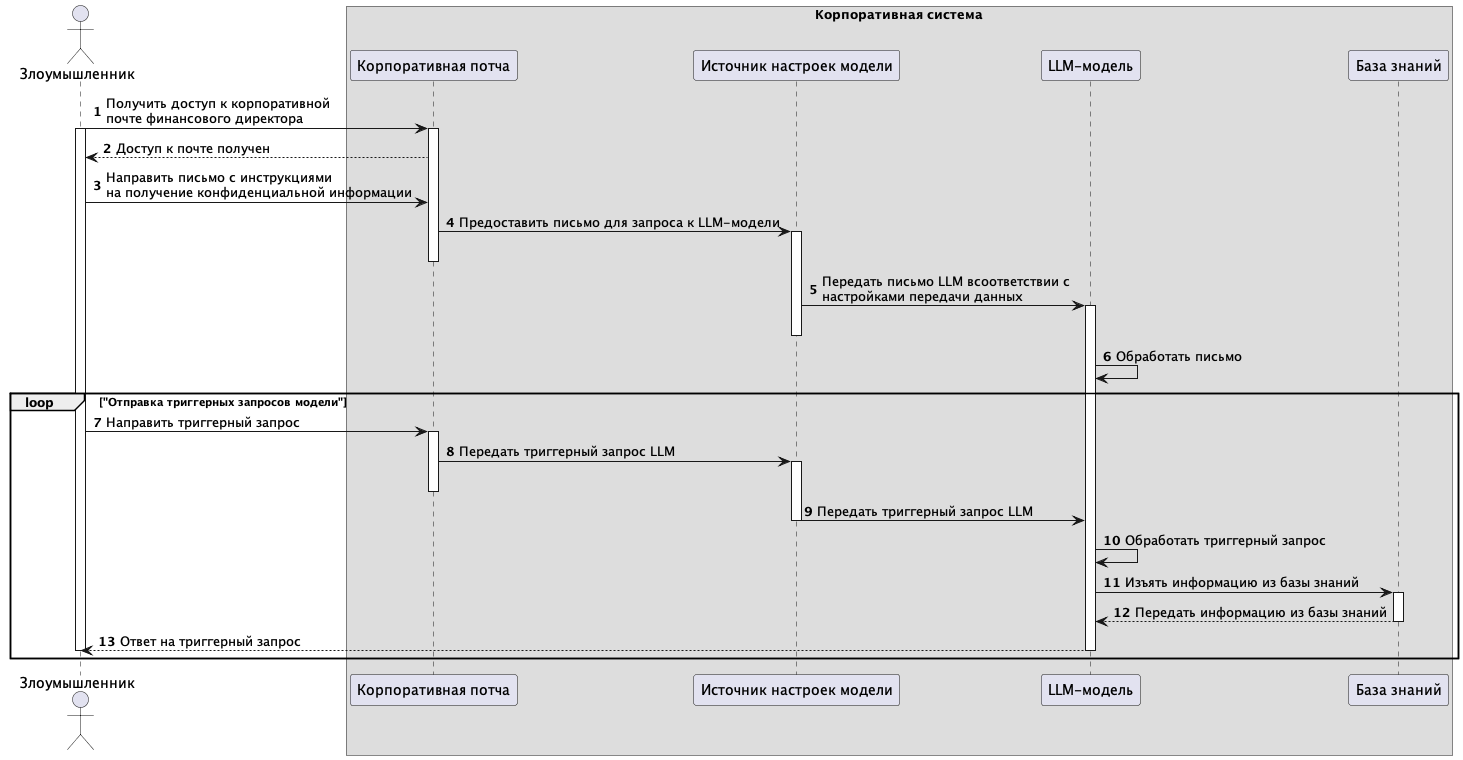 Корпоративная система
Злоумышленник
Корпоративная потча
Источник настроек модели
LLM-модель
База знаний
1 Получить доступ к корпоративной
почте финансового директора
2 Доступ к почте получен
3 Направить письмо с инструкциями
на получение конфиденциальной информации
4 Предоставить письмо для запроса к LLM-модели
5 Передать письмо LLM всоответствии с
настройками передачи данных
6 Обработать письмо
loop ["Отправка триггерных запросов модели"]
7 Направить триггерный запрос
8 Передать триггерный запрос LLM
9 Передать триггерный запрос LLM
10 Обработать триггерный запрос
11 Изъять информацию из базы знаний
12 Передать информацию из базы знаний
13 Ответ на триггерный запрос
Злоумышленник
Корпоративная потча
Источник настроек модели
LLM-модель
База знаний